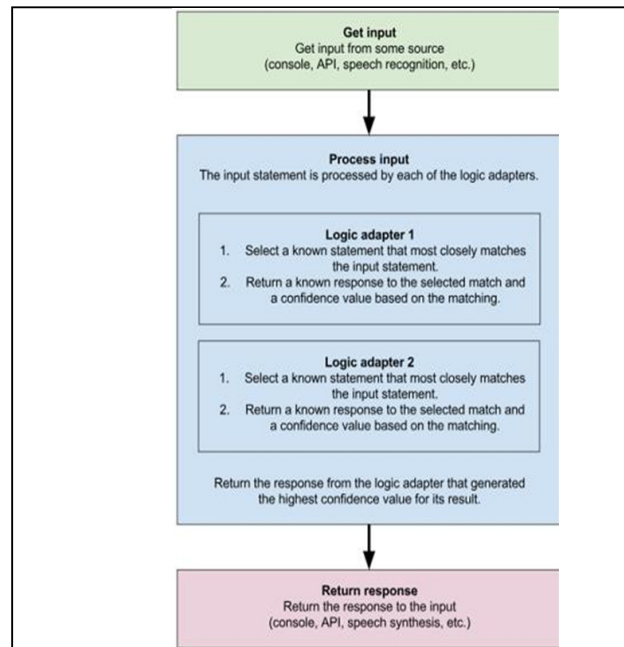 Get input
Get input from some source
(console, API, speech recognition, etc.)
Process input
The input statement is processed by each of the logic adapters.
Logic adapter 1
1. Select a known statement that most closely matches
the input statement.
2. Return a known response to the selected match and
a confidence value based on the matching.
Logic adapter 2
1. Select a known statement that most closely matches
the input statement.
2. Return a known response to the selected match and
a confidence value based on the matching.
Return the response from the logic adapter that generated
the highest confidence value for its result.
Return response
Return the response to the input
(console, API, speech synthesis, etc.)